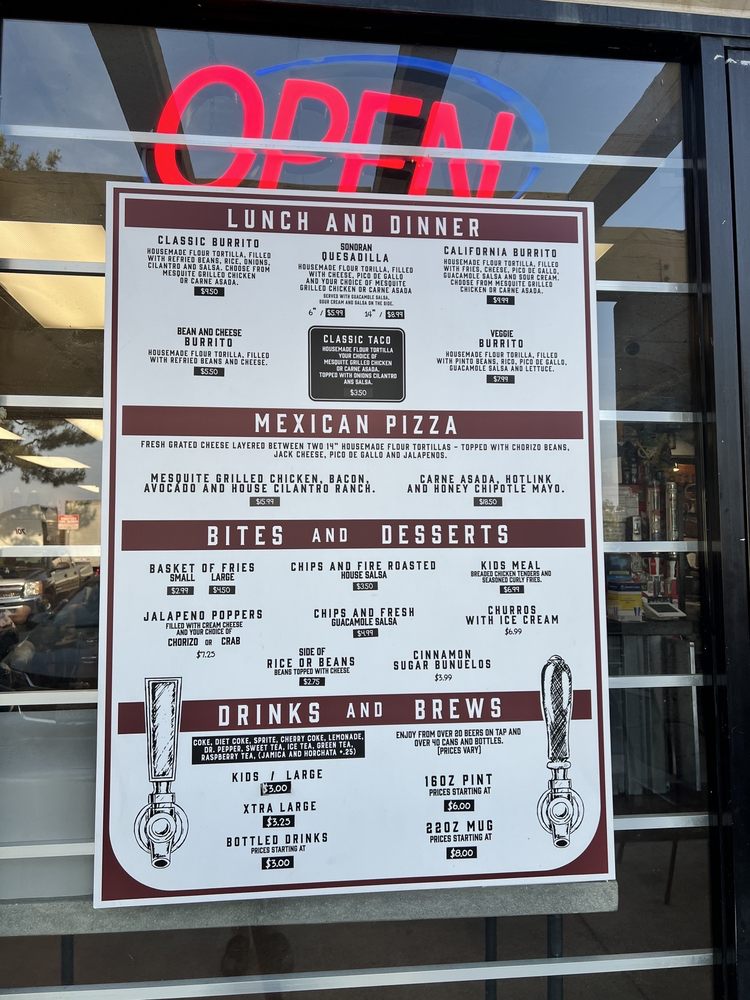 OPEN
LUNCH AND DINNER
CLASSIC BURRITO
HOUSEMADE FLOUR TORTILLA, FILLED
WITH REFRIED BEANS, RICE, ONIONS,
CILANTRO AND SALSA. CHOOSE FROM
MESQUITE GRILLED CHICKEN
OR CARNE ASADA.
$9.50
SONORAN
QUESADILLA
HOUSEMADE FLOUR TORILLA, FILLED
WITH CHEESE, PICO DE GALLO
AND YOUR CHOICE OF MESQUITE
GRILLED CHICKEN OR CARNE ASADA
SERVED WITH GUACAMOLE SALSA,
SOUR CREAM AND SALSA ON THE SIDE.
6" / $5.99 14" / $8.99
CALIFORNIA BURRITO
HOUSEMADE FLOUR TORTILLA, FILLED
WITH FRIES, CHEESE, PICO DE GALLO,
GUACAMOLE SALSA AND SOUR CREAM.
CHOOSE FROM MESQUITE GRILLED
CHICKEN OR CARNE ASADA.
$9.99
BEAN AND CHEESE
BURRITO
HOUSEMADE FLOUR TORILLA, FILLED
WITH REFRIED BEANS AND CHEESE.
$5.50
CLASSIC TACO
HOUSEMADE FLOUR TORTILLA
YOUR CHOICE OF
MESQUITE GRILLED CHICKEN
OR CARNE ASADA.
TOPPED WITH ONIONS CILANTRO
ANS SALSA.
$3.50
VEGGIE
BURRITO
HOUSEMADE FLOUR TORTILLA, FILLED
WITH PINTO BEANS, RICO, PICO DE GALLO,
GUACAMOLE SALSA AND LETTUCE.
$7.99
MEXICAN PIZZA
FRESH GRATED CHEESE LAYERED BETWEEN TWO 14" HOUSEMADE FLOUR TORTILLAS - TOPPED WITH CHORIZO BEANS,
JACK CHEESE, PICO DE GALLO AND JALAPENOS.
MESQUITE GRILLED CHICKEN, BACON,
AVOCADO AND HOUSE CILANTRO RANCH.
$15.99
CARNE ASADA, HOTLINK
AND HONEY CHIPOTLE MAYO.
$18.50
BITES AND DESSERTS
BASKET OF FRIES
SMALL LARGE
$2.99 $4.50
CHIPS AND FIRE ROASTED
HOUSE SALSA
$3.50
KIDS MEAL
BREADED CHICKEN TENDERS AND
SEASONED CURLY FRIES.
$6.99
JALAPENO POPPERS
FILLED WITH CREAM CHEESE
AND YOUR CHOICE OF
CHORIZO OR CRAB
$7.25
CHIPS AND FRESH
GUACAMOLE SALSA
$4.99
CHURROS
WITH ICE CREAM
$6.99
SIDE OF
RICE OR BEANS
BEANS TOPPED WITH CHEESE
$2.75
CINNAMON
SUGAR BUNUELOS
$3.99
DRINKS AND BREWS
COKE, DIET COKE, SPRITE, CHERRY COKE, LEMONADE,
DR. PEPPER, SWEET TEA, ICE TEA, GREEN TEA,
RASPBERRY TEA, (JAMICA AND HORCHATA +.25)
KIDS / LARGE
$3.00
XTRA LARGE
$3.25
BOTTLED DRINKS
PRICES STARTING AT
$3.00
ENJOY FROM OVER 20 BEERS ON TAP AND
OVER 40 CANS AND BOTTLES.
(PRICES VARY)
16OZ PINT
PRICES STARTING AT
$6.00
22OZ MUG
PRICES STARTING AT
$8.00